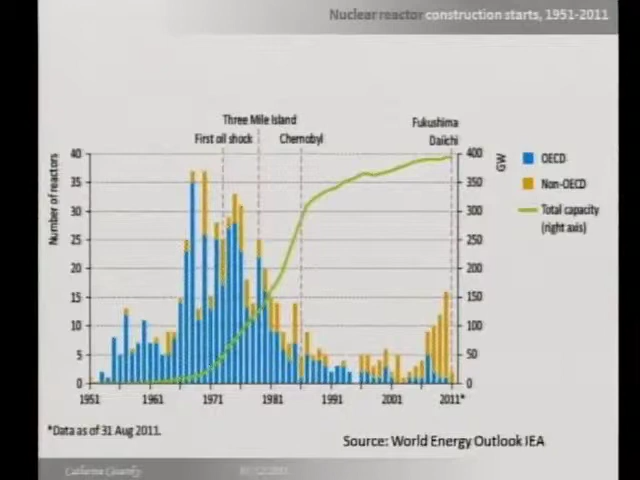 Nuclear reactor construction starts, 1951-2011
Three Mile Island
Fukushima
First oil shock
Chernobyl
Daiichi
40
35
30
25
20
15
10
5
0
Number of reactors
400
350
300
250
200
150
100
50
0
GW
OECD
Non-OECD
Total capacity
(right axis)
1951
1961
1971
1981
1991
2001
2011*
*Data as of 31 Aug 2011.
Source: World Energy Outlook IEA